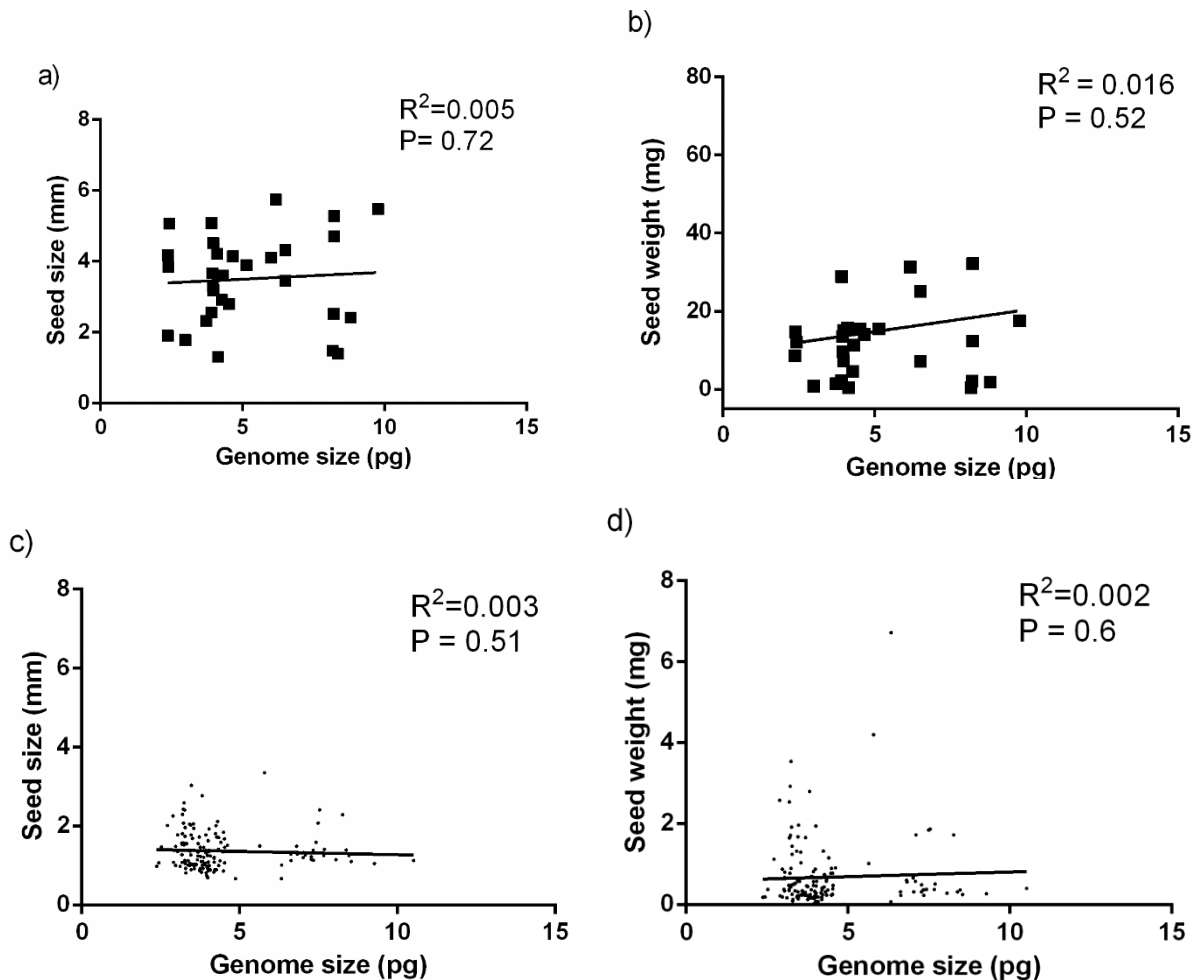 a)
R²=0.005
P= 0.72
8
6
4
2
0
Seed size (mm)
0 5 10 15
Genome size (pg)
b)
R² = 0.016
P = 0.52
80
60
40
20
0
Seed weight (mg)
0 5 10 15
Genome size (pg)
c)
R²=0.003
P = 0.51
8
6
4
2
0
Seed size (mm)
0 5 10 15
Genome size (pg)
d)
R²=0.002
P = 0.6
8
6
4
2
0
Seed weight (mg)
0 5 10 15
Genome size (pg)